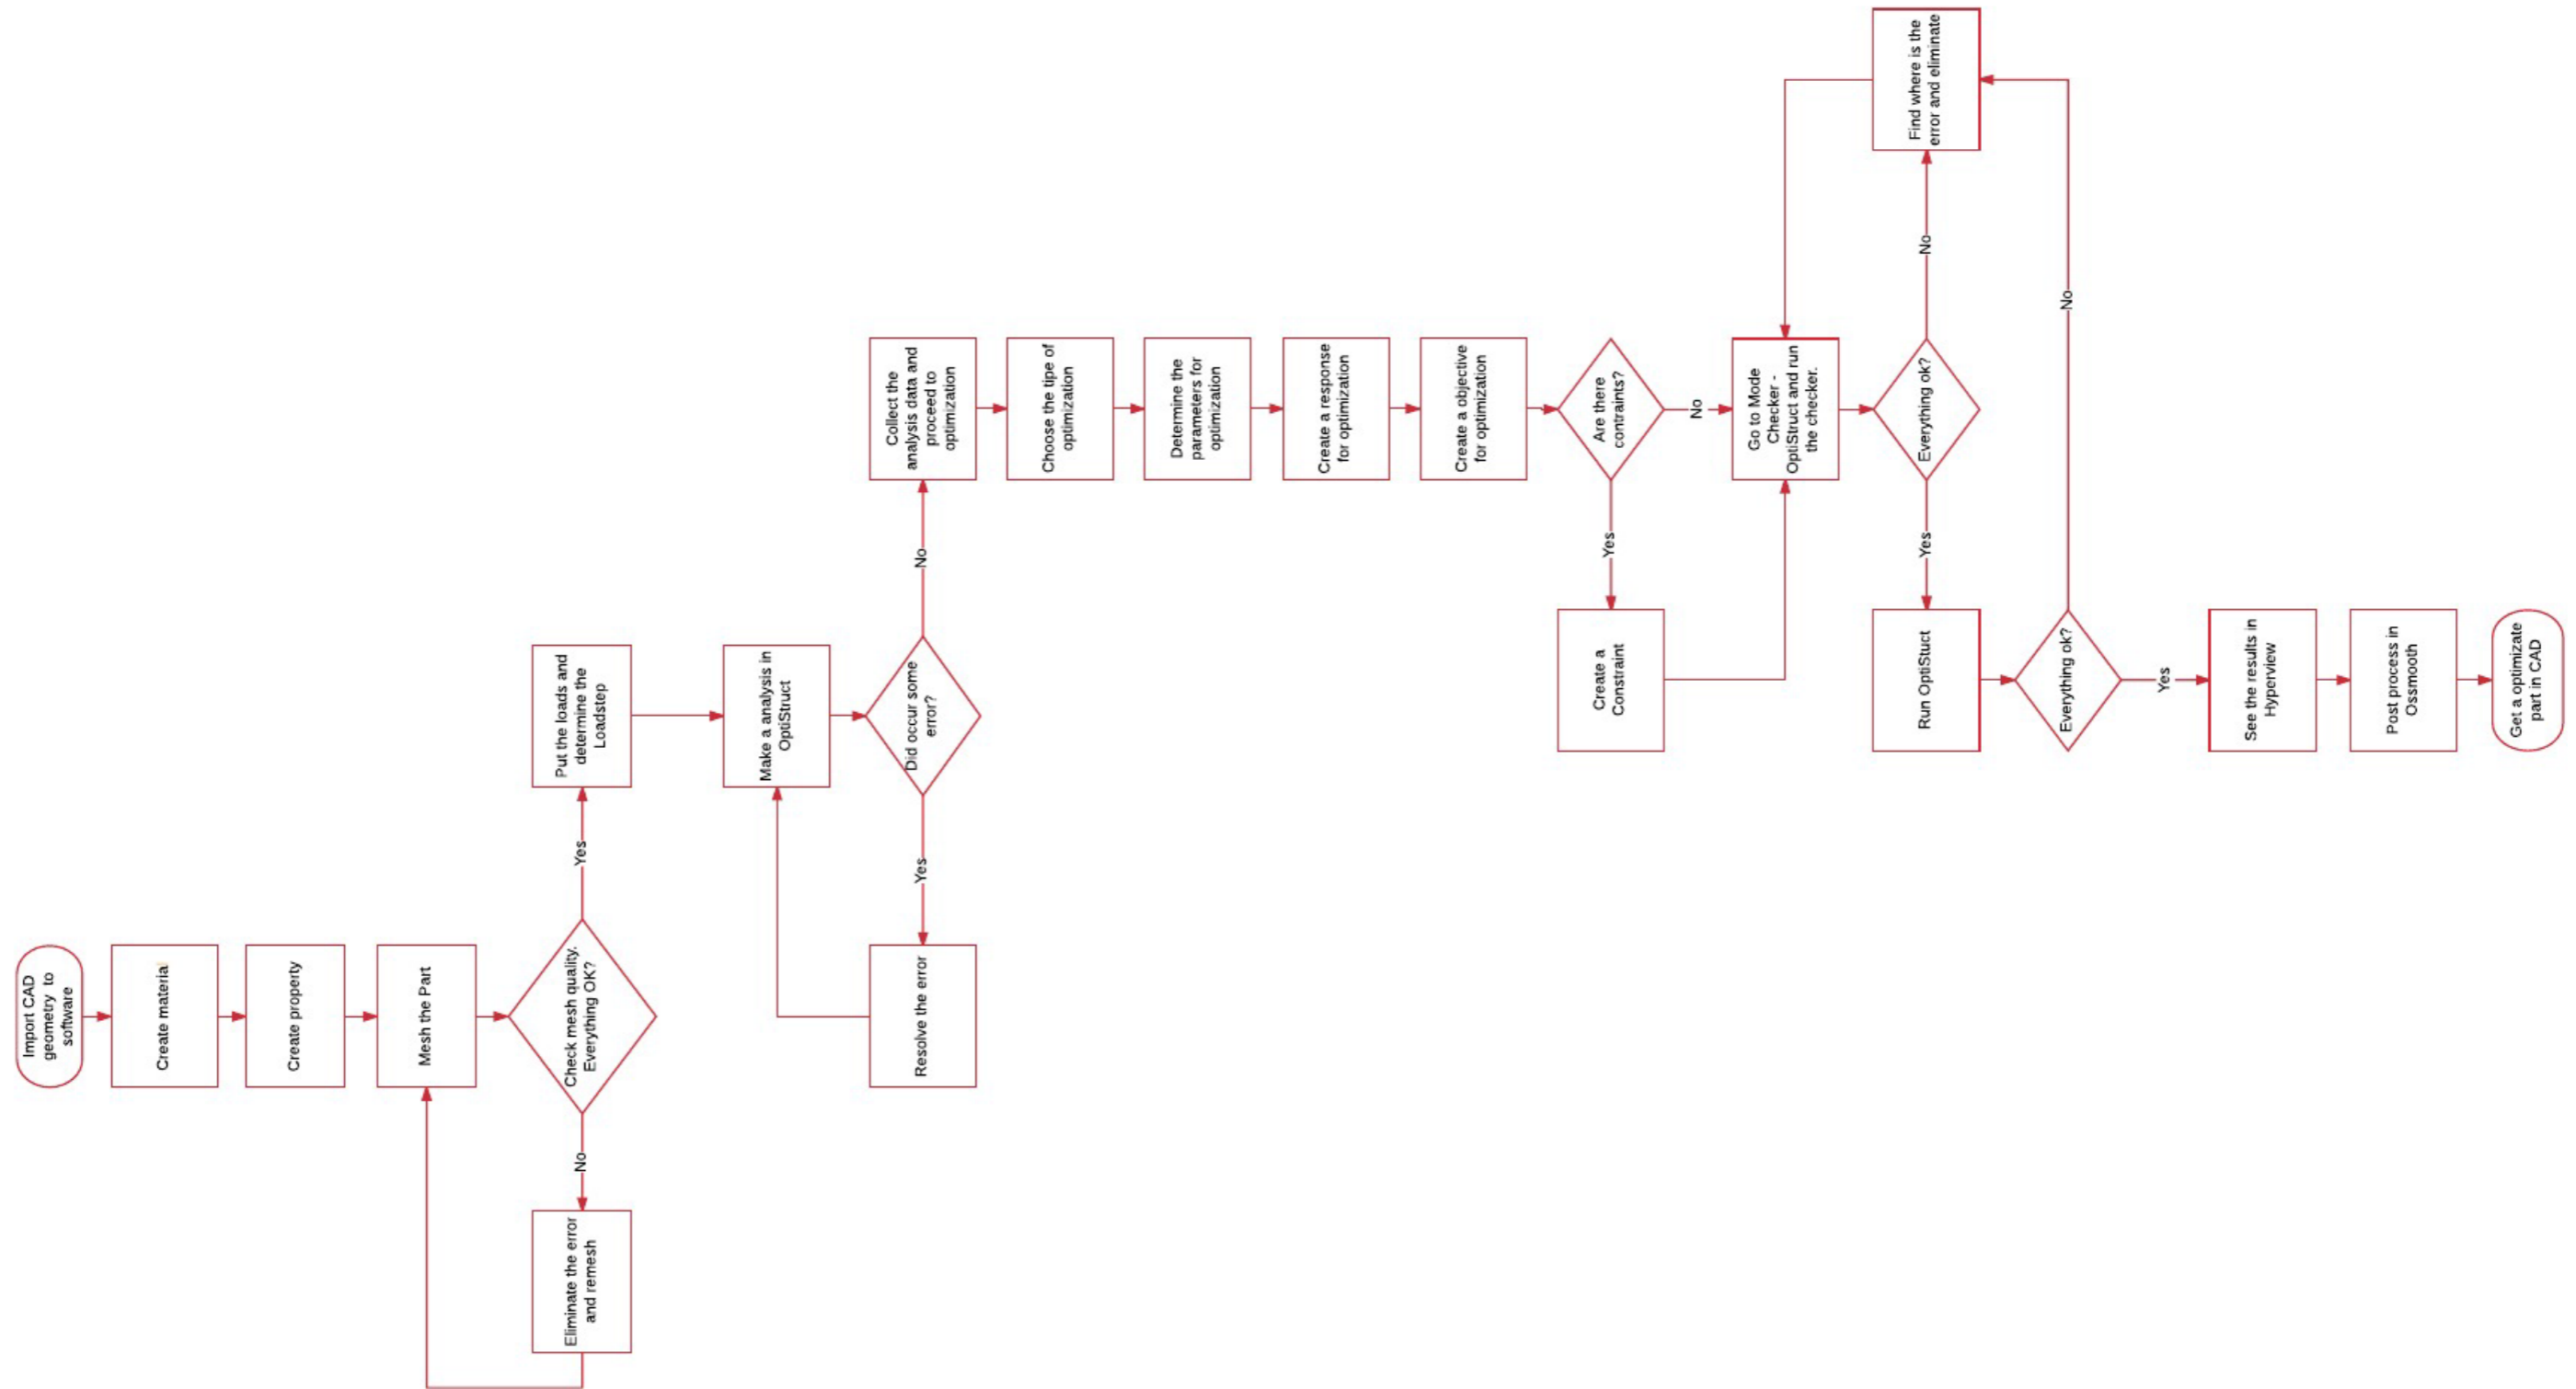 Import CAD
geometry to
software
Create material
Create property
Mesh the Part
Check mesh quality.
Everything OK?
No
Eliminate the error
and remesh
Yes
Put the loads and
determine the
Loadstep
Make a analysis in
OptiStruct
Did occur some
error?
Yes
Resolve the error
No
Collect the
analysis data and
proceed to
optimization
Choose the tipe of
optimization
Determine the
parameters for
optimization
Create a response
for optimization
Create a objective
for optimization
Are there
contraints?
Yes
Create a
Constraint
No
Go to Mode
Checker -
OptiStruct and run
the checker.
Everything ok?
No
Find where is the
error and eliminate
Yes
Run OptiStuct
Everything ok?
No
Yes
See the results in
Hyperview
Post process in
Ossmooth
Get a optimizate
part in CAD